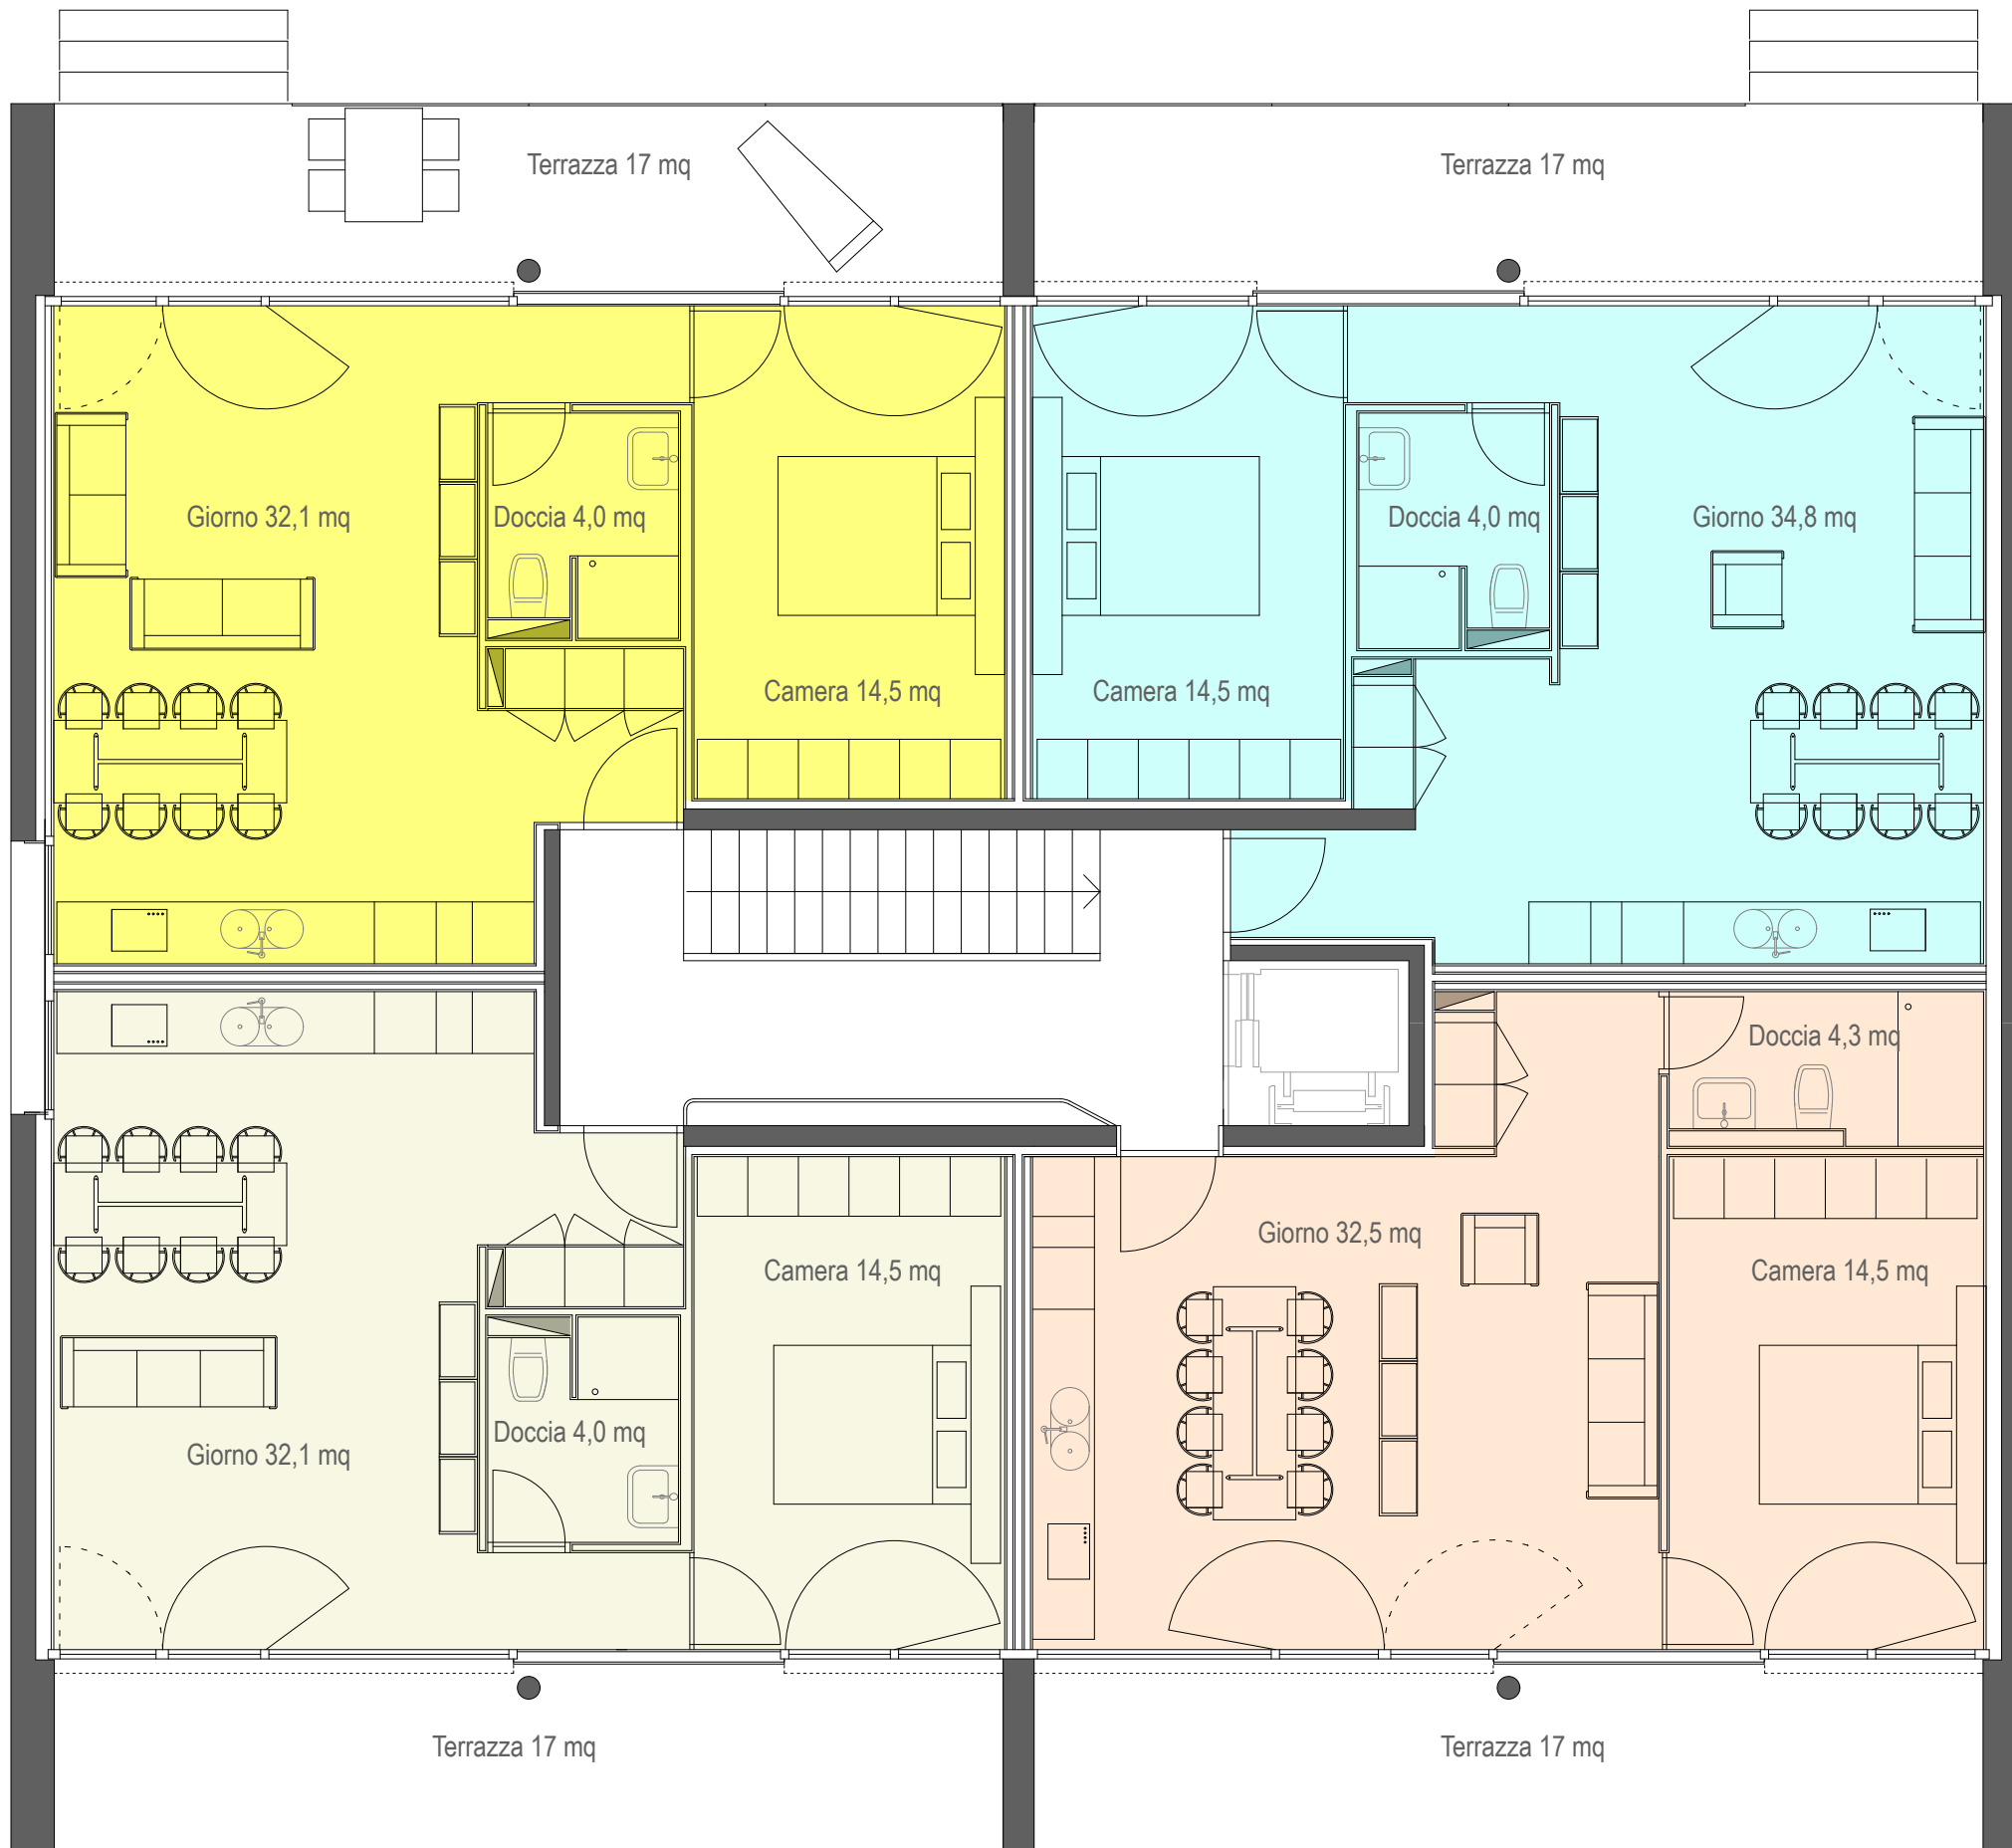 Terrazza 17 mq
Terrazza 17 mq
Giorno 32,1 mq
Doccia 4,0 mq
Doccia 4,0 mq
Giorno 34,8 mq
Camera 14,5 mq
Camera 14,5 mq
Doccia 4,3 mq
Giorno 32,5 mq
Camera 14,5 mq
Camera 14,5 mq
Doccia 4,0 mq
Giorno 32,1 mq
Terrazza 17 mq
Terrazza 17 mq